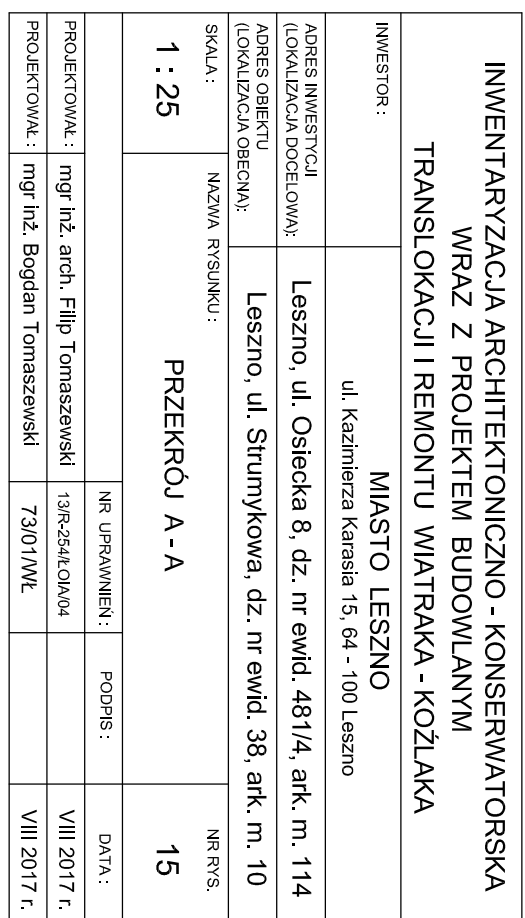 INWENTARYZACJA ARCHITEKTONICZNO - KONSERWATORSKA
WRAZ Z PROJEKTEM BUDOWLANYM
TRANSLOKACJI I REMONTU WIATRAKA - KOŹLAKA
INWESTOR :
MIASTO LESZNO
ul. Kazimierza Karasia 15, 64 - 100 Leszno
ADRES INWESTYCJI
(LOKALIZACJA DOCELOWA):
Leszno, ul. Osiecka 8, dz. nr ewid. 481/4, ark. m. 114
ADRES OBIEKTU
(LOKALIZACJA OBECNA):
Leszno, ul. Strumykowa, dz. nr ewid. 38, ark. m. 10
SKALA : NAZWA RYSUNKU : NR RYS.
1 : 25 PRZEKRÓJ A - A 15
NR UPRAWNIEŃ : PODPIS : DATA :
PROJEKTOWAŁ : mgr inż. arch. Filip Tomaszewski 13/R-254/ŁOIA/04 VIII 2017 r.
PROJEKTOWAŁ : mgr inż. Bogdan Tomaszewski 73/01/WŁ VIII 2017 r.